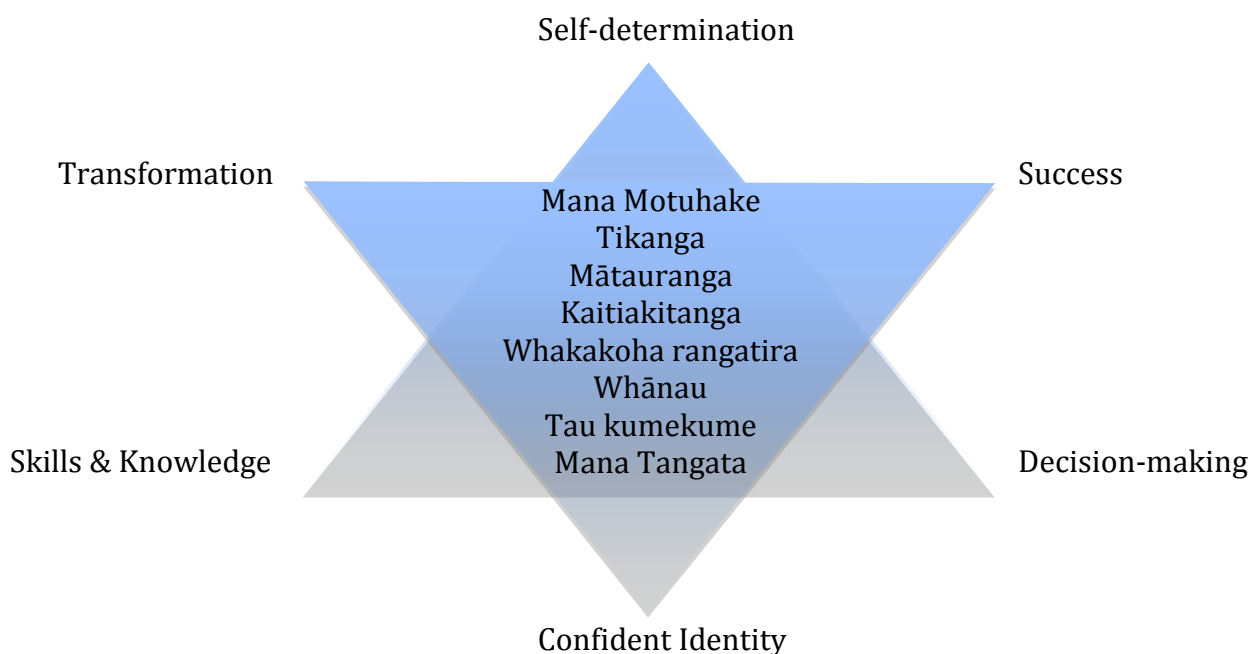 Self-determination
Transformation
Success
Mana Motuhake
Tikanga
Mātauranga
Kaitiakitanga
Whakakoha rangatira
Whānau
Tau kumekume
Mana Tangata
Skills & Knowledge
Decision-making
Confident Identity